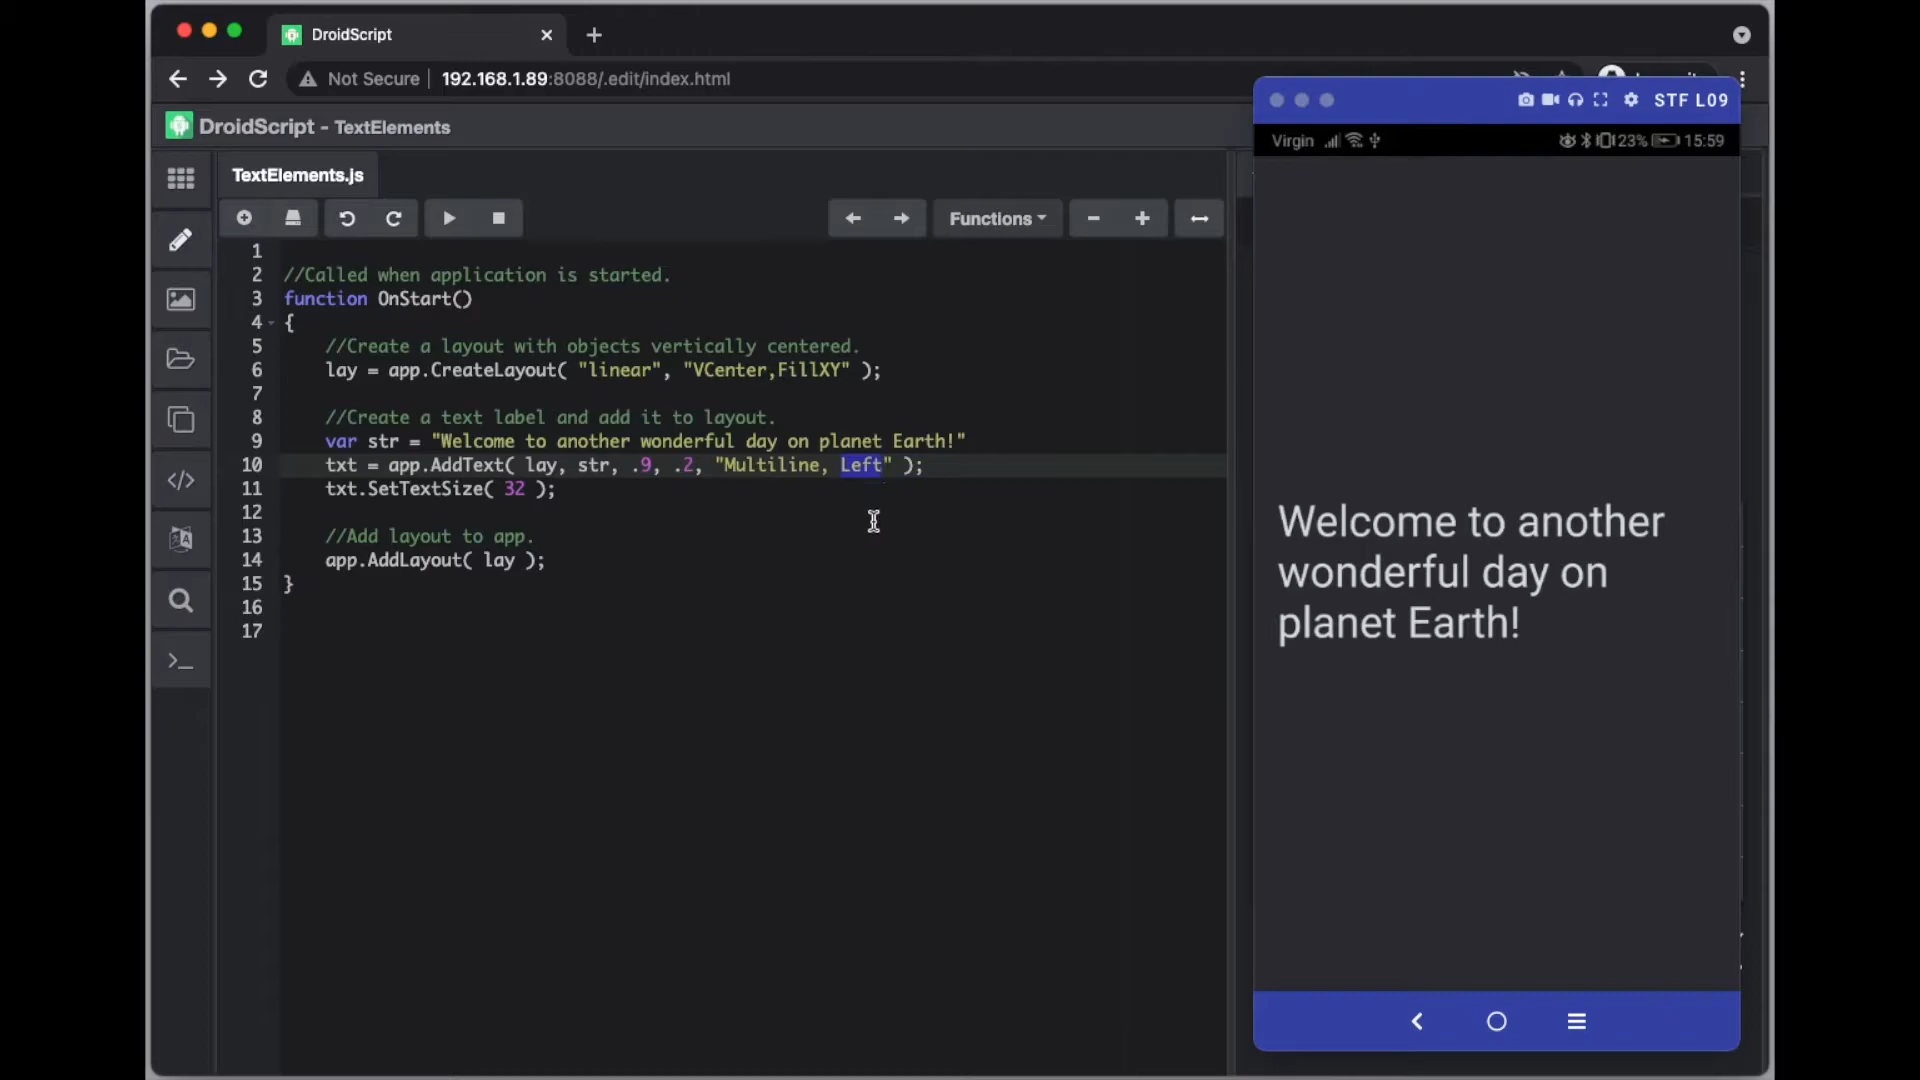 DroidScript
Not Secure
192.168.1.89:8088/.edit/index.html
STF L09
DroidScript - TextElements
Virgin
23%
15:59
TextElements.js
Functions
1
2 //Called when application is started.
3 function OnStart()
4 {
5 //Create a layout with objects vertically centered.
6 lay = app.CreateLayout( "linear", "VCenter,FillXY" );
7
8 //Create a text label and add it to layout.
9 var str = "Welcome to another wonderful day on planet Earth!"
10 txt = app.AddText( lay, str, .9, .2, "Multiline, Left" );
11 txt.SetTextSize( 32 );
12
13 //Add layout to app.
14 app.AddLayout( lay );
15 }
16
17
Welcome to another
wonderful day on
planet Earth!